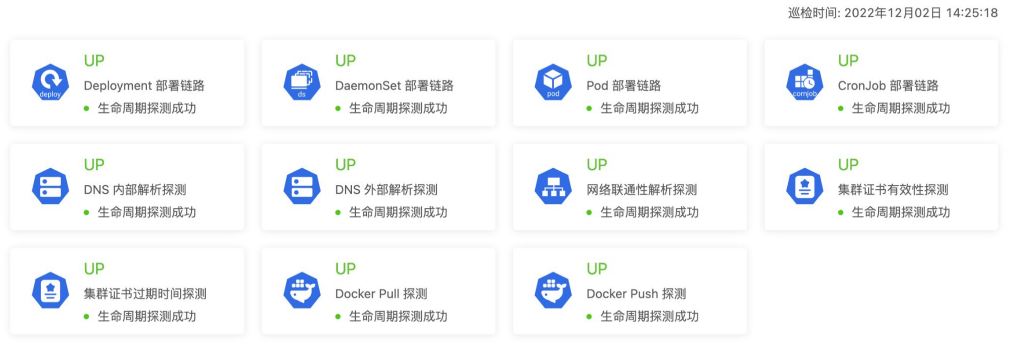 巡检时间: 2022年12月02日 14:25:18
UP
Deployment 部署链路
生命周期探测成功
deploy
UP
DaemonSet 部署链路
生命周期探测成功
ds
UP
Pod 部署链路
生命周期探测成功
pod
UP
CronJob 部署链路
生命周期探测成功
cornjob
UP
DNS 内部解析探测
生命周期探测成功
UP
DNS 外部解析探测
生命周期探测成功
UP
网络联通性解析探测
生命周期探测成功
UP
集群证书有效性探测
生命周期探测成功
UP
集群证书过期时间探测
生命周期探测成功
UP
Docker Pull 探测
生命周期探测成功
UP
Docker Push 探测
生命周期探测成功